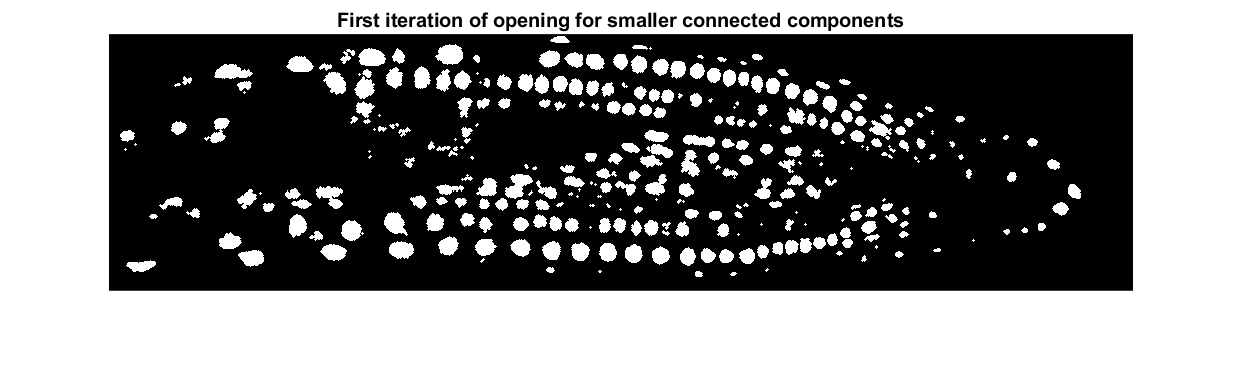 First iteration of opening for smaller connected components